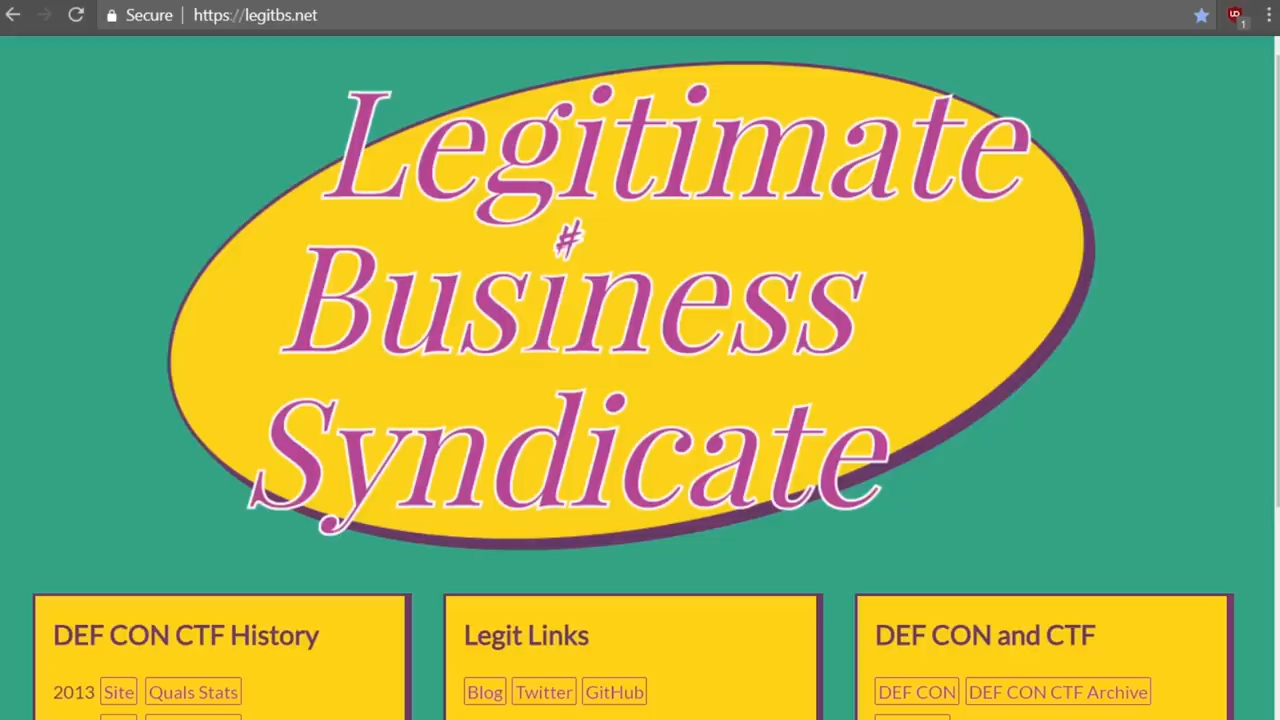 Secure | https://legitbs.net
1
Legitimate
#
Business
Syndicate
DEF CON CTF History
Legit Links
DEF CON and CTF
2013 Site Quals Stats
Blog Twitter GitHub
DEF CON DEF CON CTF Archive